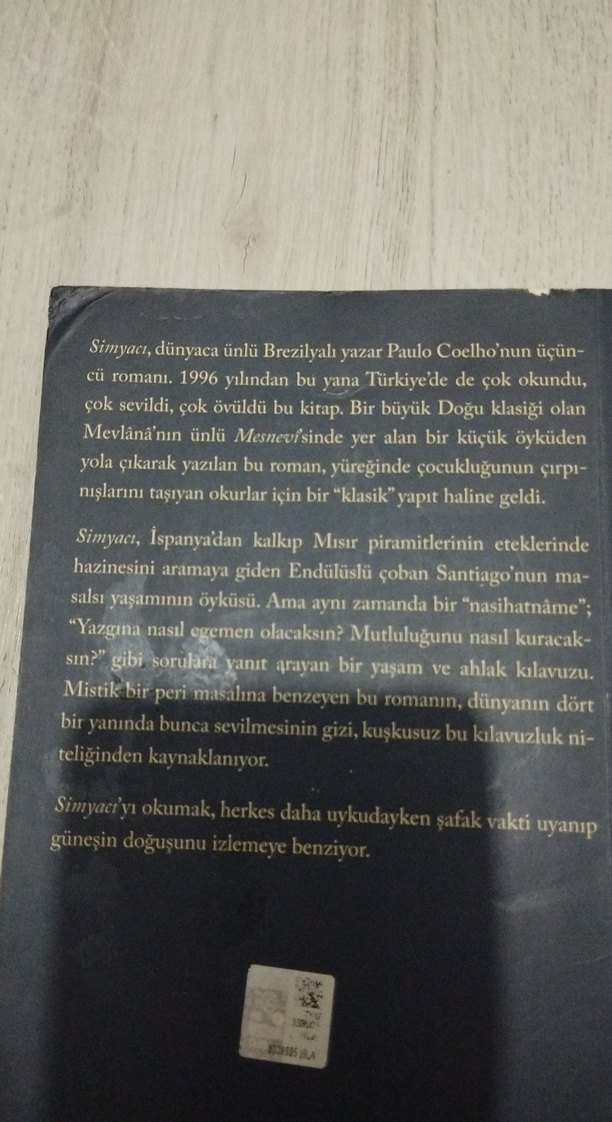 Simyacı, dünyaca ünlü Brezilyalı yazar Paulo Coelho'nun üçün-
cü romanı. 1996 yılından bu yana Türkiye'de de çok okundu,
çok sevildi, çok övüldü bu kitap. Bir büyük Doğu klasiği olan
Mevlânâ'nın ünlü Mesnevî'sinde yer alan bir küçük öyküden
yola çıkarak yazılan bu roman, yüreğinde çocukluğunun çırpı-
nışlarını taşıyan okurlar için bir “klasik” yapıt haline geldi.
Simyacı, İspanya'dan kalkıp Mısır piramitlerinin eteklerinde
hazinesini aramaya giden Endülüslü çoban Santiago'nun ma-
salsı yaşamının öyküsü. Ama aynı zamanda bir “nasihatnâme”;
“Yazgına nasıl egemen olacaksın? Mutluluğunu nasıl kuracak-
sın?” gibi sorulara yanıt arayan bir yaşam ve ahlak kılavuzu.
Mistik bir peri masalına benzeyen bu romanın, dünyanın dört
bir yanında bunca sevilmesinin gizi, kuşkusuz bu kılavuzluk ni-
teliğinden kaynaklanıyor.
Simyacı'yı okumak, herkes daha uykudayken şafak vakti uyanıp
güneşin doğuşunu izlemeye benziyor.